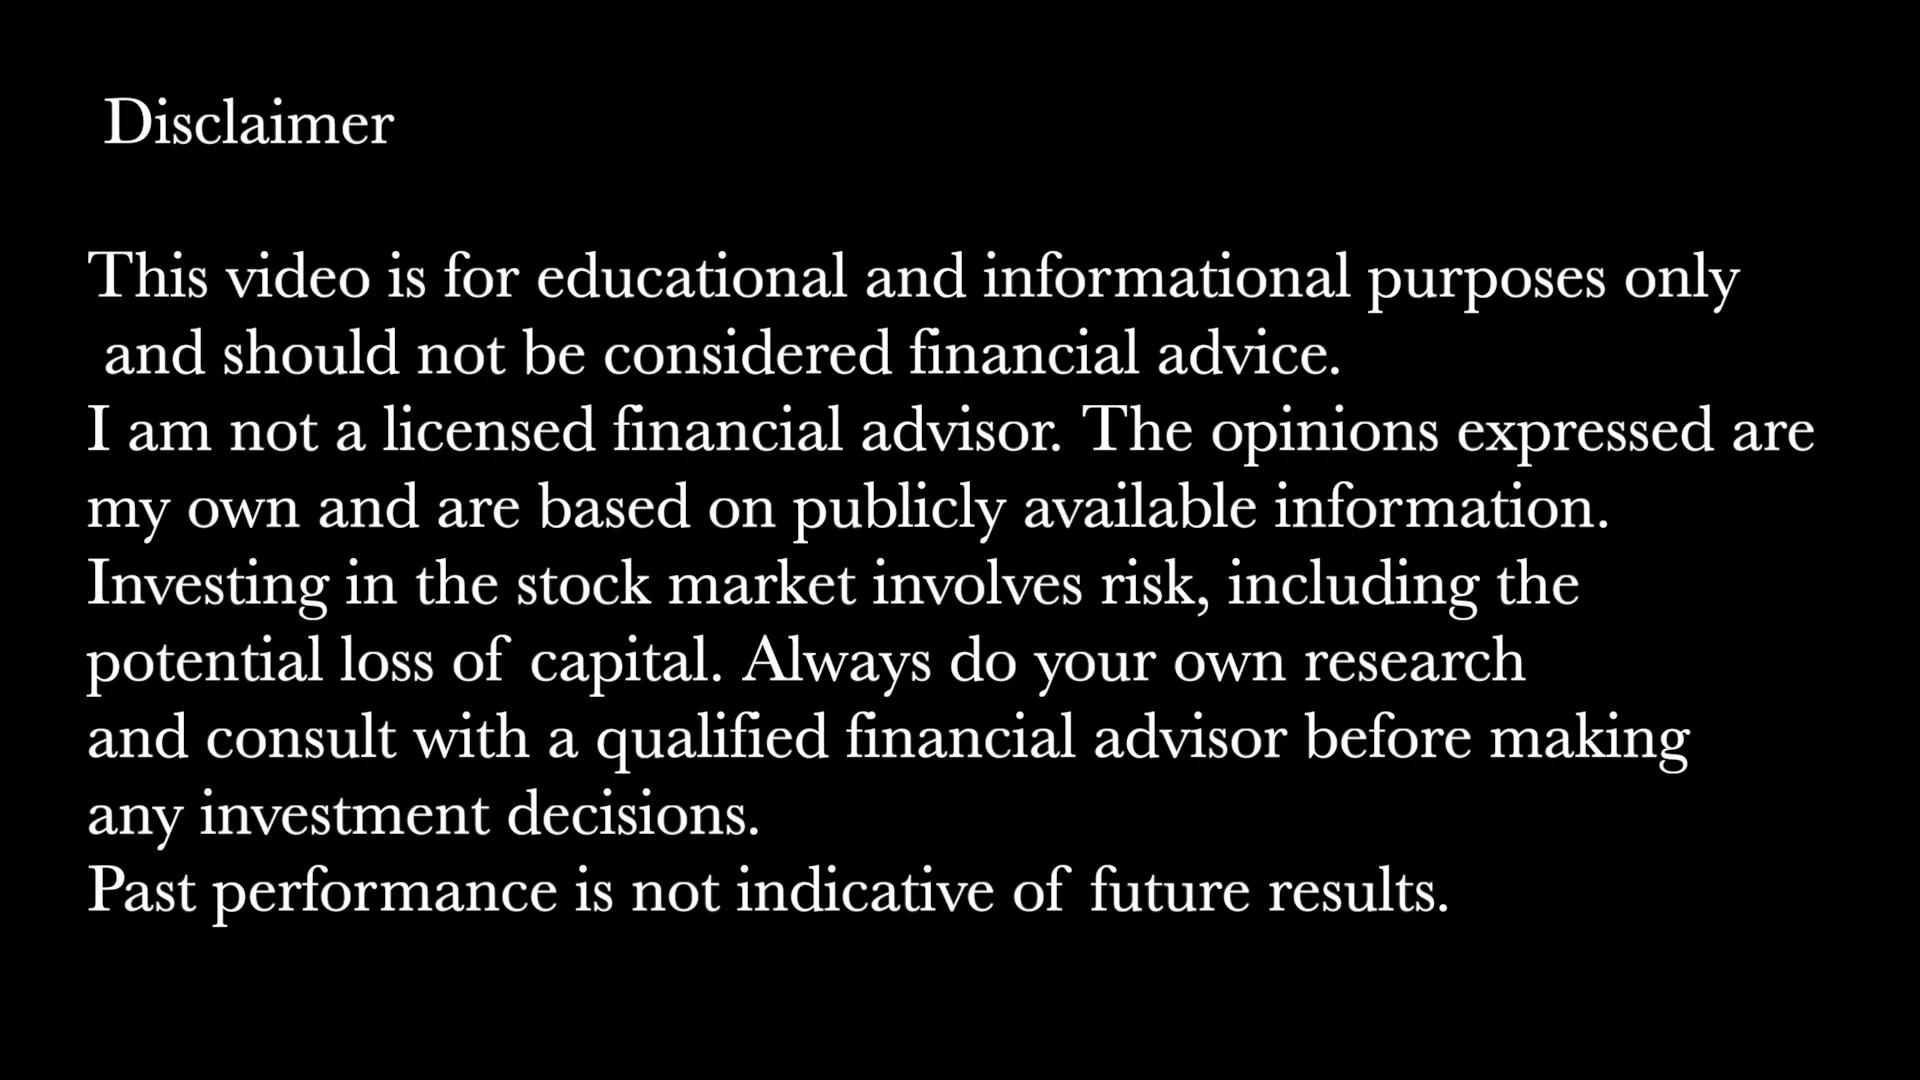 Disclaimer
This video is for educational and informational purposes only
and should not be considered financial advice.
I am not a licensed financial advisor. The opinions expressed are
my own and are based on publicly available information.
Investing in the stock market involves risk, including the
potential loss of capital. Always do your own research
and consult with a qualified financial advisor before making
any investment decisions.
Past performance is not indicative of future results.